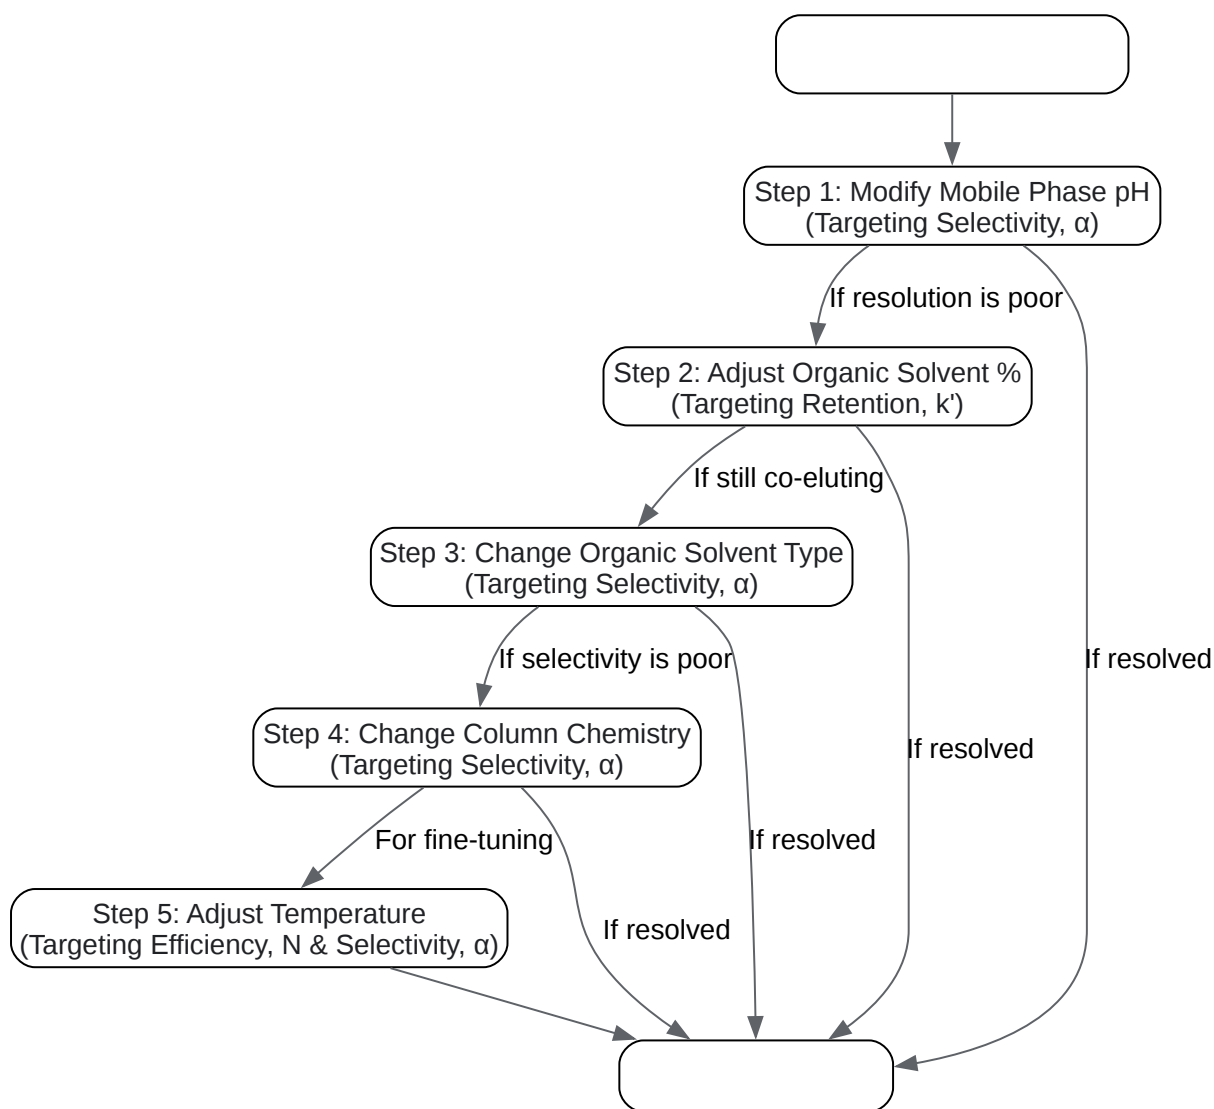 Step 1: Modify Mobile Phase pH
(Targeting Selectivity, α)
If resolution is poor
Step 2: Adjust Organic Solvent %
(Targeting Retention, k')
If still co-eluting
Step 3: Change Organic Solvent Type
(Targeting Selectivity, α)
If selectivity is poor
If resolved
Step 4: Change Column Chemistry
(Targeting Selectivity, α)
If resolved
For fine-tuning
If resolved
Step 5: Adjust Temperature
(Targeting Efficiency, N & Selectivity, α)
If resolved